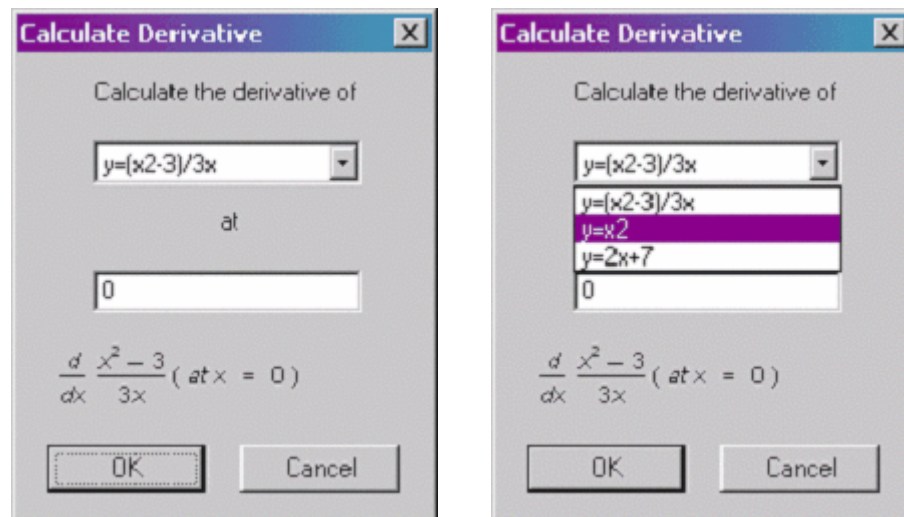 Calculate Derivative
Calculate the derivative of
y=(x2-3)/3x
at
0
d/dx x² − 3/3x ( at x = 0 )
OK Cancel
Calculate Derivative
Calculate the derivative of
y=(x2-3)/3x
y=(x2-3)/3x
y=x2
y=2x+7
0
d/dx x² − 3/3x ( at x = 0 )
OK Cancel